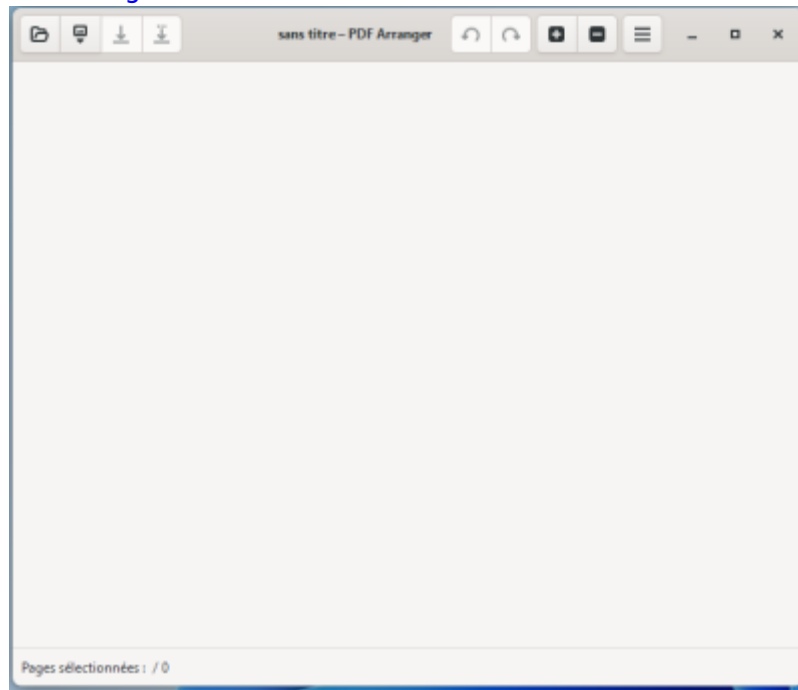 sans titre – PDF Arranger
Pages sélectionnées : / 0